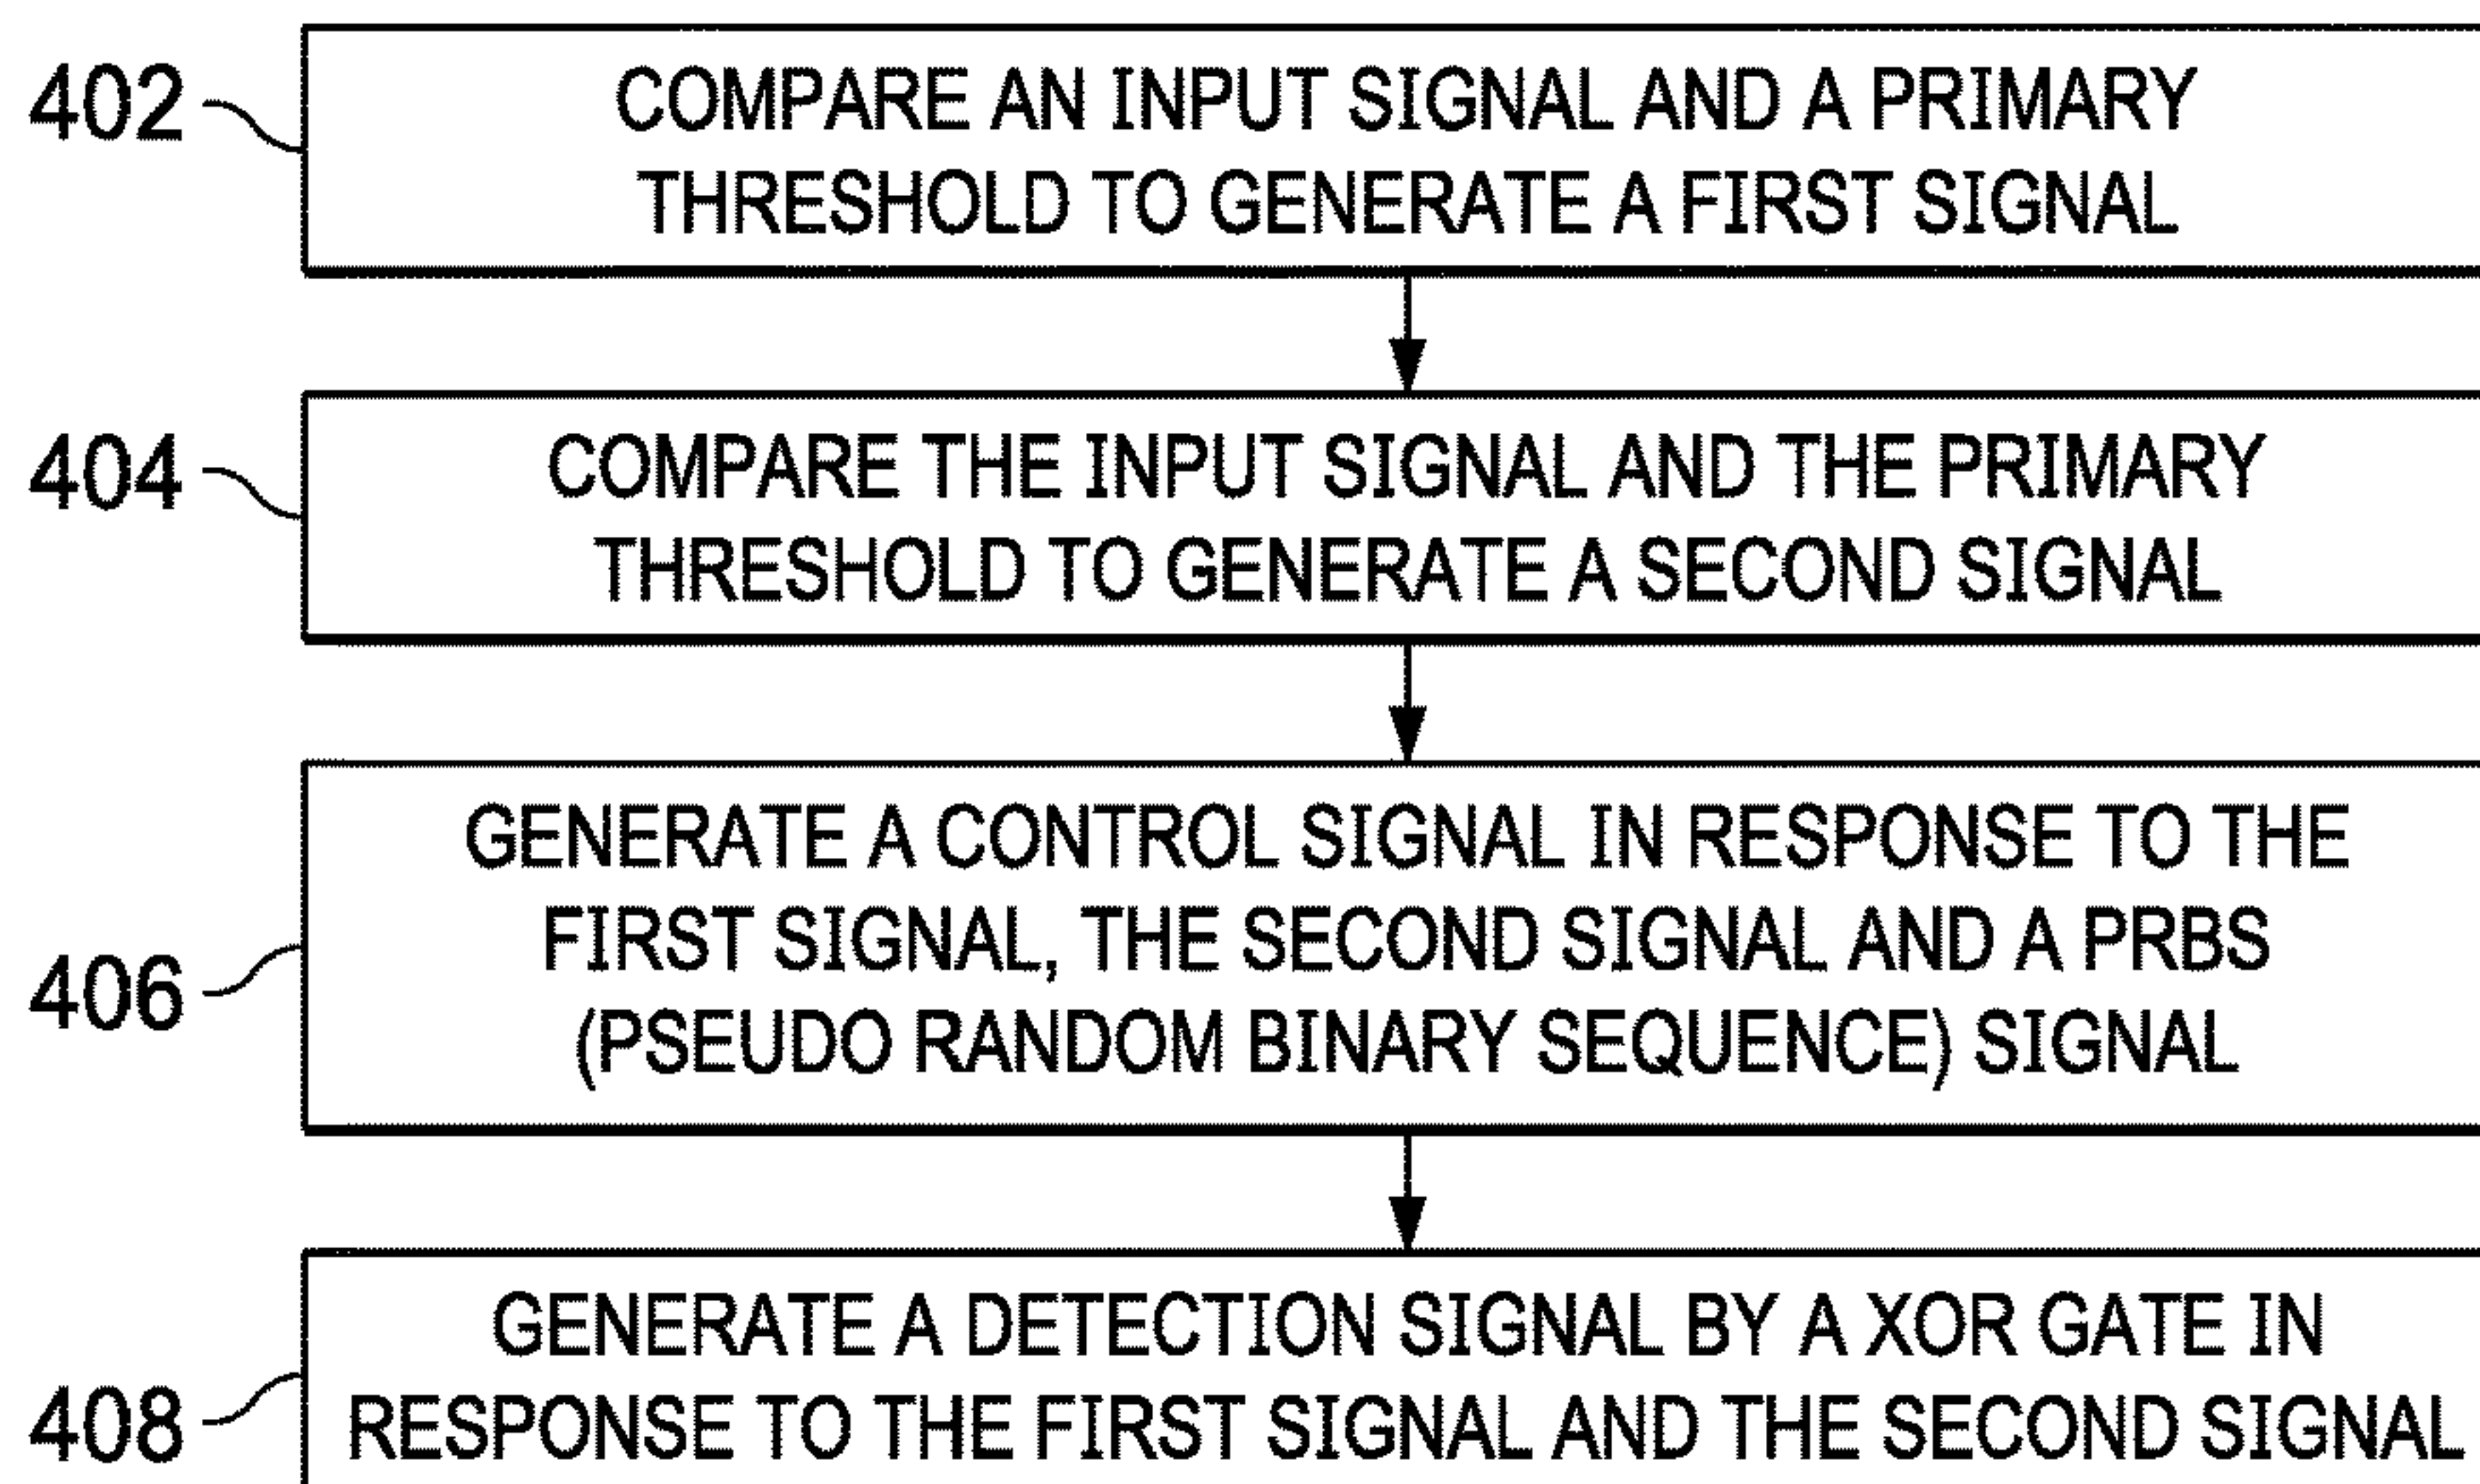 402
COMPARE AN INPUT SIGNAL AND A PRIMARY
THRESHOLD TO GENERATE A FIRST SIGNAL
404
COMPARE THE INPUT SIGNAL AND THE PRIMARY
THRESHOLD TO GENERATE A SECOND SIGNAL
406
GENERATE A CONTROL SIGNAL IN RESPONSE TO THE
FIRST SIGNAL, THE SECOND SIGNAL AND A PRBS
(PSEUDO RANDOM BINARY SEQUENCE) SIGNAL
408
GENERATE A DETECTION SIGNAL BY A XOR GATE IN
RESPONSE TO THE FIRST SIGNAL AND THE SECOND SIGNAL